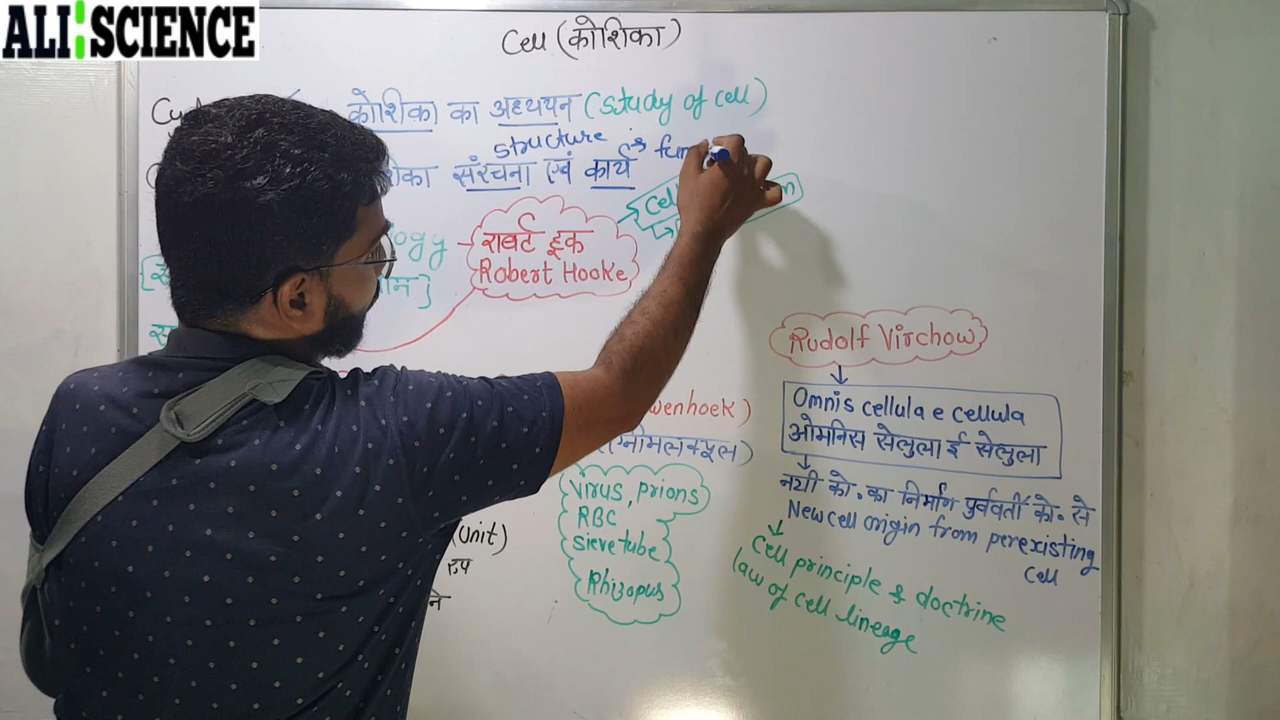 ALI SCIENCE
Cell (कोशिका)
कोशिका का अध्ययन (study of cell)
structure & fun
संरचना एवं कार्य
ogy
रावर्ट हूक
Robert Hooke
Rudolf Virchow
Omnis cellula e cellula
ओमनिस सेलुला ई सेलुला
नयी को. का निर्माण पुर्ववर्ती को. से
New cell origin from perexisting
Cell
Cell principle & doctrine
law of cell lineage
wenhoek)
Virus, prions
RBC
Sieve tube
Rhizopus
(Unit)
रुप
ने